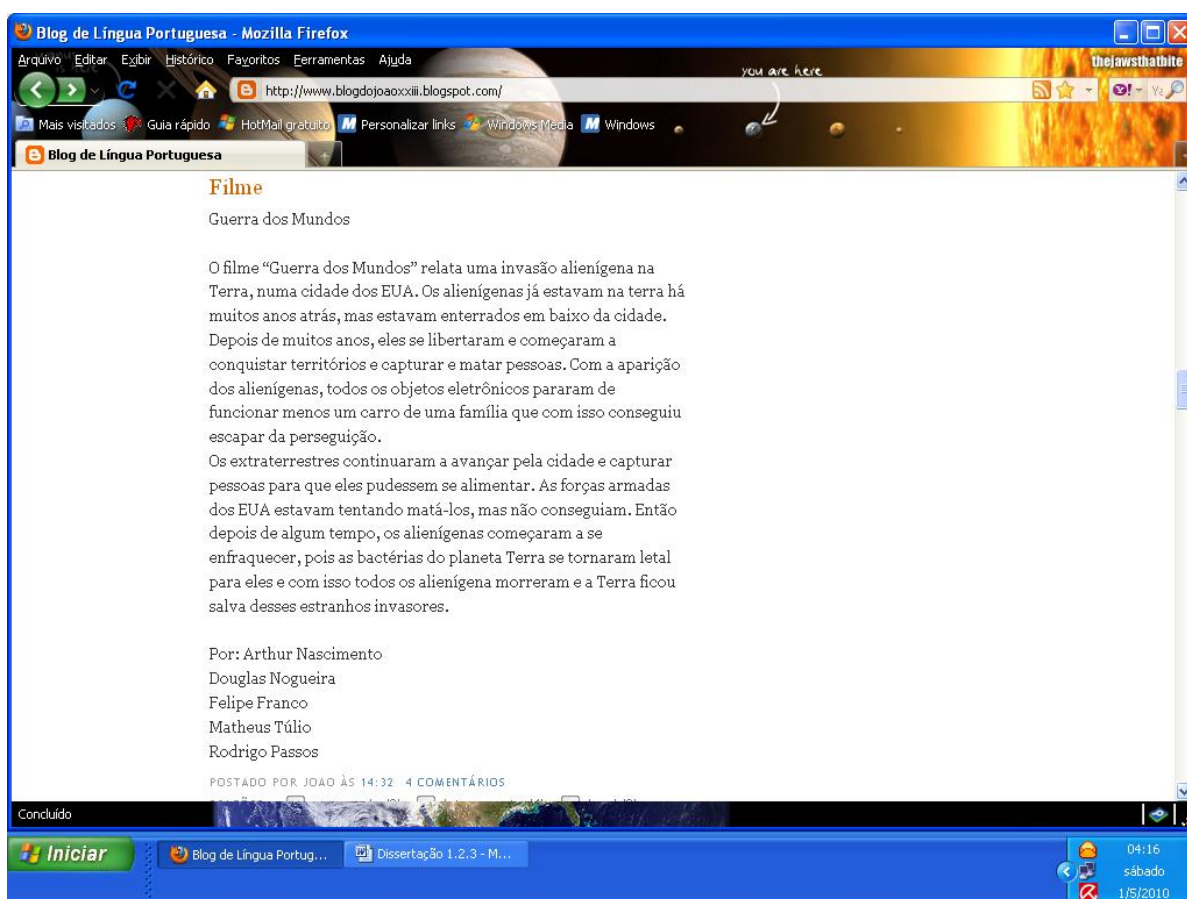 Blog de Língua Portuguesa - Mozilla Firefox
Arquivo Editar Exibir Histórico Favoritos Ferramentas Ajuda
you are here
thejawsthatbite
http://www.blogdojoaoxxiii.blogspot.com/
Mais visitados Guia rápido HotMail gratuito Personalizar links Windows Media Windows
Blog de Língua Portuguesa
Filme
Guerra dos Mundos
O filme “Guerra dos Mundos” relata uma invasão alienígena na
Terra, numa cidade dos EUA. Os alienígenas já estavam na terra há
muitos anos atrás, mas estavam enterrados em baixo da cidade.
Depois de muitos anos, eles se libertaram e começaram a
conquistar territórios e capturar e matar pessoas. Com a aparição
dos alienígenas, todos os objetos eletrônicos pararam de
funcionar menos um carro de uma família que com isso conseguiu
escapar da perseguição.
Os extraterrestres continuaram a avançar pela cidade e capturar
pessoas para que eles pudessem se alimentar. As forças armadas
dos EUA estavam tentando matá-los, mas não conseguiam. Então
depois de algum tempo, os alienígenas começaram a se
enfraquecer, pois as bactérias do planeta Terra se tornaram letal
para eles e com isso todos os alienígena morreram e a Terra ficou
salva desses estranhos invasores.
Por: Arthur Nascimento
Douglas Nogueira
Felipe Franco
Matheus Túlio
Rodrigo Passos
POSTADO POR JOAO ÀS 14:32 4 COMENTÁRIOS
Concluído
Iniciar
Blog de Língua Portug...
Dissertação 1.2.3 - M...
04:16
sábado
1/5/2010